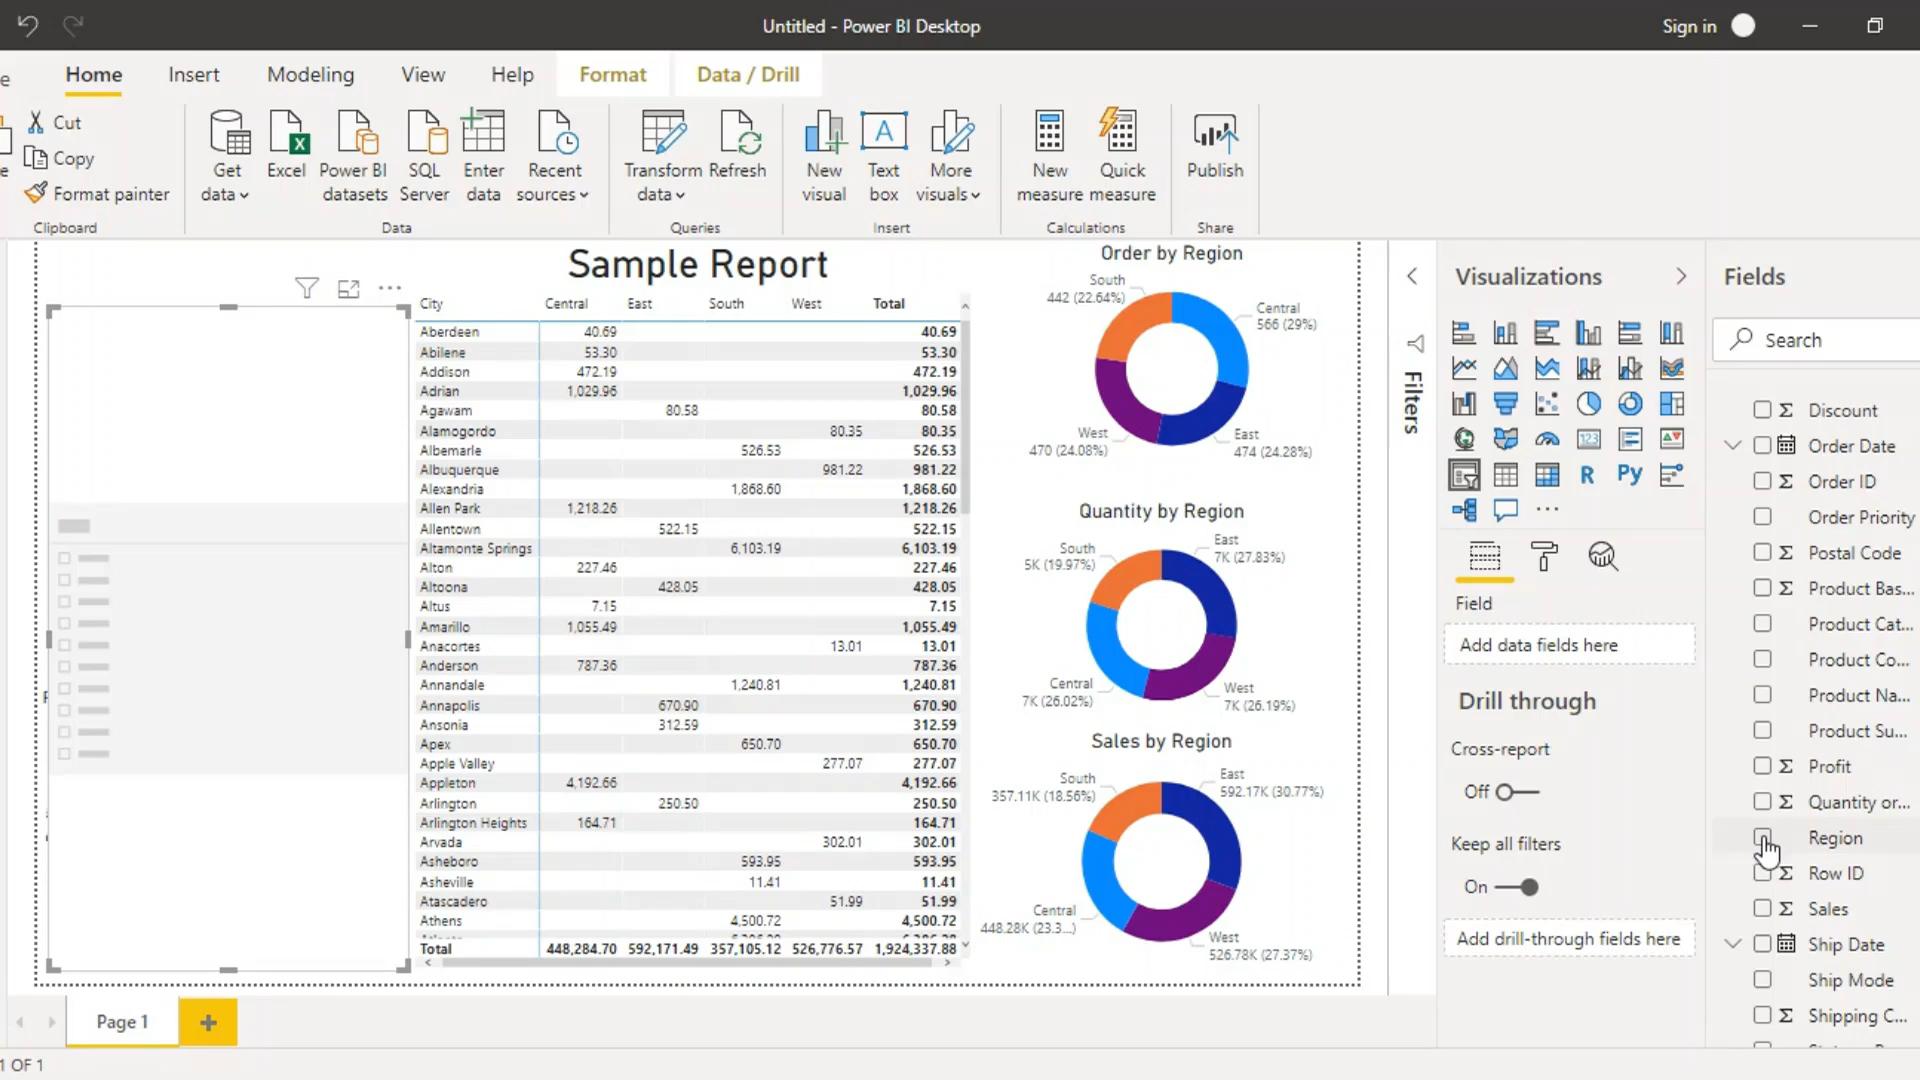 Untitled - Power BI Desktop
Sign in
Home
Insert
Modeling
View
Help
Format
Data / Drill
Cut
Copy
Format painter
Clipboard
Get data
Excel
Power BI datasets
SQL Server
Enter data
Recent sources
Data
Transform data
Refresh
Queries
New visual
Text box
More visuals
Insert
New measure
Quick measure
Calculations
Publish
Share
Sample Report
City Central East South West Total
Aberdeen 40.69 40.69
Abilene 53.30 53.30
Addison 472.19 472.19
Adrian 1,029.96 1,029.96
Agawam 80.58 80.58
Alamogordo 80.35 80.35
Albemarle 526.53 526.53
Albuquerque 981.22 981.22
Alexandria 1,868.60 1,868.60
Allen Park 1,218.26 1,218.26
Allentown 522.15 522.15
Altamonte Springs 6,103.19 6,103.19
Alton 227.46 227.46
Altoona 428.05 428.05
Altus 7.15 7.15
Amarillo 1,055.49 1,055.49
Anacortes 13.01 13.01
Anderson 787.36 787.36
Annandale 1,240.81 1,240.81
Annapolis 670.90 670.90
Ansonia 312.59 312.59
Apex 650.70 650.70
Apple Valley 277.07 277.07
Appleton 4,192.66 4,192.66
Arlington 250.50 250.50
Arlington Heights 164.71 164.71
Arvada 302.01 302.01
Asheboro 593.95 593.95
Asheville 11.41 11.41
Atascadero 51.99 51.99
Athens 4,500.72 4,500.72
Total 448,284.70 592,171.49 357,105.12 526,776.57 1,924,337.88
Order by Region
South
442 (22.64%)
Central
566 (29%)
West
470 (24.08%)
East
474 (24.28%)
Quantity by Region
South
5K (19.97%)
East
7K (27.83%)
Central
7K (26.02%)
West
7K (26.19%)
Sales by Region
South
357.11K (18.56%)
East
592.17K (30.77%)
Central
448.28K (23.3...)
West
526.78K (27.37%)
Filters
Visualizations
123
R
Py
Field
Add data fields here
Drill through
Cross-report
Off
Keep all filters
On
Add drill-through fields here
Fields
Search
Σ Discount
Order Date
Σ Order ID
Order Priority
Σ Postal Code
Σ Product Bas...
Product Cat...
Product Co...
Product Na...
Product Su...
Σ Profit
Σ Quantity or...
Region
Σ Row ID
Σ Sales
Ship Date
Ship Mode
Σ Shipping C...
Page 1
1 OF 1